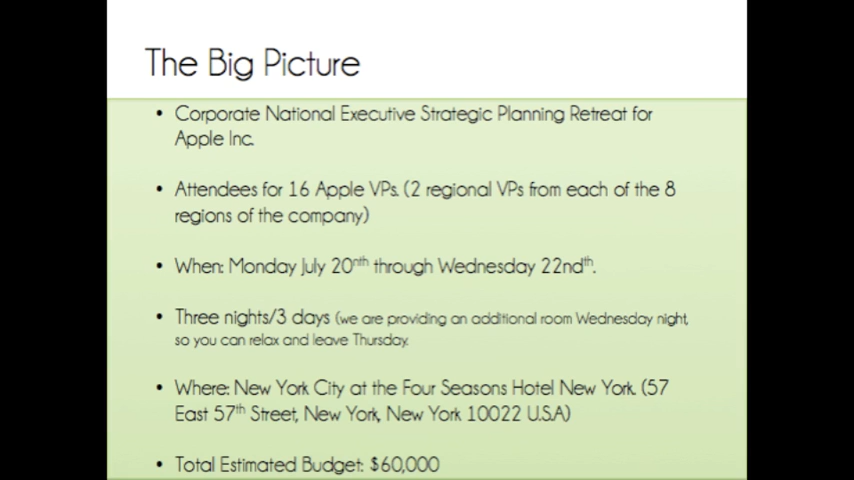 The Big Picture
• Corporate National Executive Strategic Planning Retreat for
Apple Inc.
• Attendees for 16 Apple VPs. (2 regional VPs from each of the 8
regions of the company)
• When: Monday July 20nth through Wednesday 22ndth.
• Three nights/3 days (we are providing an additional room Wednesday night,
so you can relax and leave Thursday.
• Where: New York City at the Four Seasons Hotel New York. (57
East 57th Street, New York, New York 10022 U.S.A)
• Total Estimated Budget: $60,000